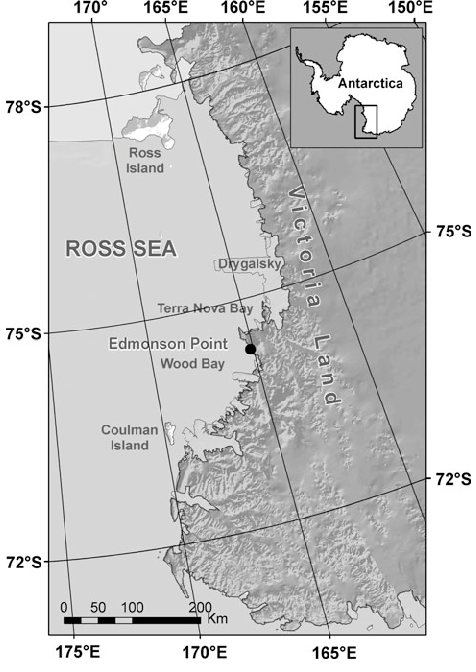 170° 165°E 160°E 155°E 150°E
Antarctica
78°S
Ross
Island
75°S
ROSS SEA
Victoria Land
Drygalsky
Terra Nova Bay
75°S
Edmonson Point
Wood Bay
Coulman
Island
72°S
72°S
0 50 100 200 Km
175°E 170°E 165°E